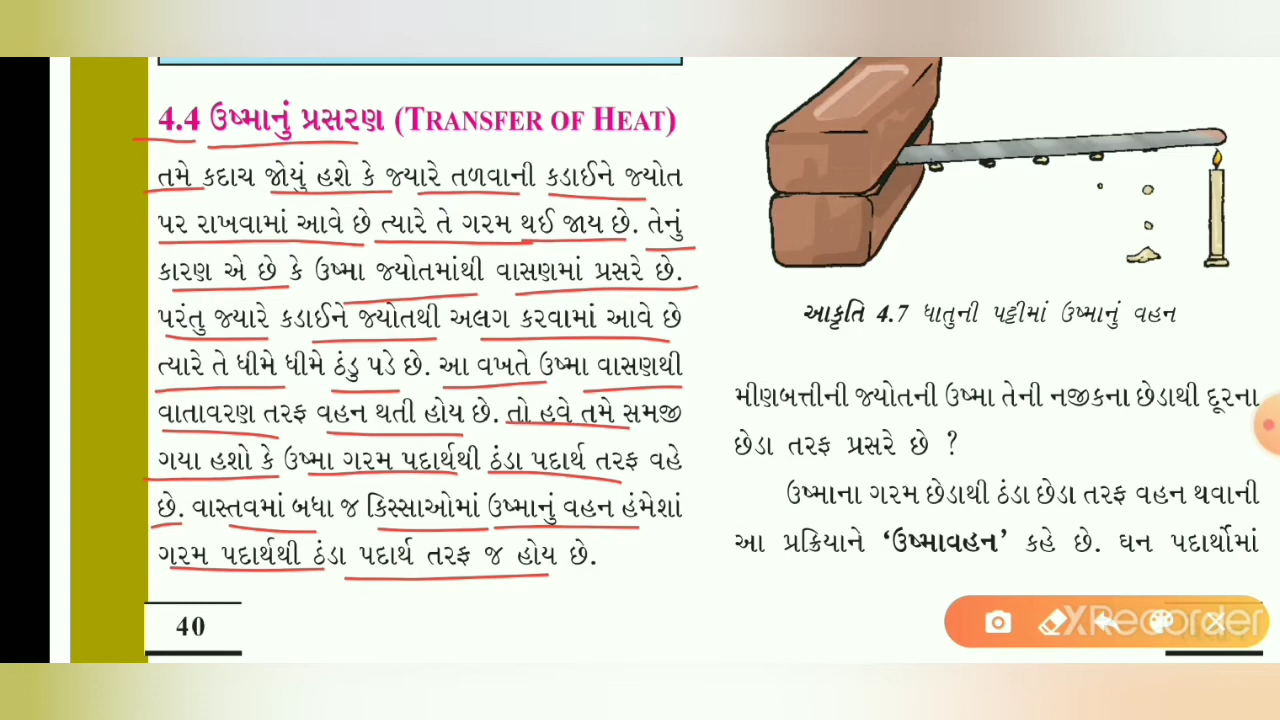 4.4 ઉષ્માનું પ્રસરણ (TRANSFER OF HEAT)
તમે કદાચ જોયું હશે કે જ્યારે તળવાની કડાઈને જ્યોત
પર રાખવામાં આવે છે ત્યારે તે ગરમ થઈ જાય છે. તેનું
કારણ એ છે કે ઉષ્મા જ્યોતમાંથી વાસણમાં પ્રસરે છે.
પરંતુ જ્યારે કડાઈને જ્યોતથી અલગ કરવામાં આવે છે
ત્યારે તે ધીમે ધીમે ઠંડુ પડે છે. આ વખતે ઉષ્મા વાસણથી
વાતાવરણ તરફ વહન થતી હોય છે. તો હવે તમે સમજી
ગયા હશો કે ઉષ્મા ગરમ પદાર્થથી ઠંડા પદાર્થ તરફ વહે
છે. વાસ્તવમાં બધા જ કિસ્સાઓમાં ઉષ્માનું વહન હંમેશાં
ગરમ પદાર્થથી ઠંડા પદાર્થ તરફ જ હોય છે.
40
આકૃતિ 4.7 ધાતુની પટ્ટીમાં ઉષ્માનું વહન
મીણબત્તીની જ્યોતની ઉષ્મા તેની નજીકના છેડાથી દૂરના
છેડા તરફ પ્રસરે છે ?
ઉષ્માના ગરમ છેડાથી ઠંડા છેડા તરફ વહન થવાની
આ પ્રક્રિયાને ‘ઉષ્માવહન’ કહે છે. ઘન પદાર્થોમાં
XRecorder